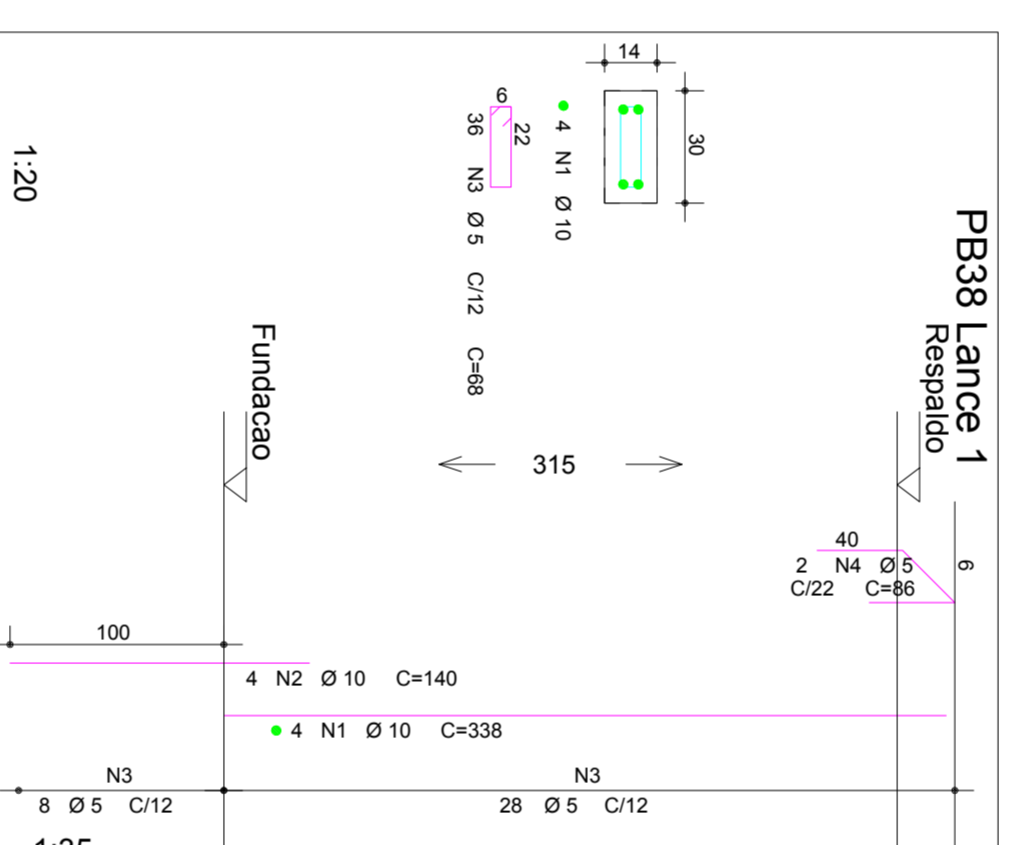 PB38 Lance 1
Respaldo
14
30
6
22
4 N1 Ø 10
36 N3 Ø 5 C/12 C=68
1:20
Fundacao
315
40
6
2 N4 Ø 5
C/22 C=86
100
4 N2 Ø 10 C=140
4 N1 Ø 10 C=338
N3
8 Ø 5 C/12
N3
28 Ø 5 C/12